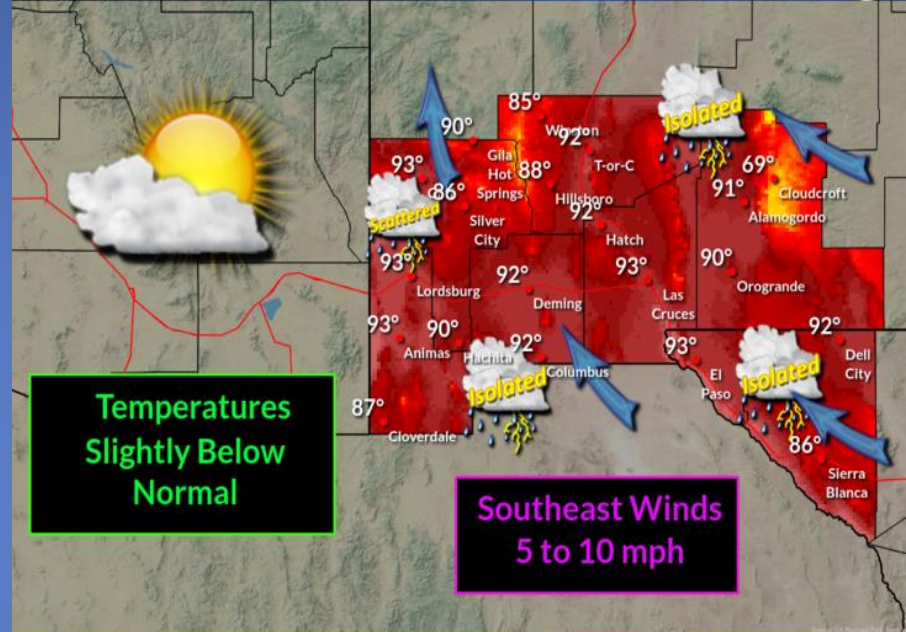 85°
Winston
90°
92°
Isolated
Gila
Hot
Springs
T-or-C
93°
88°
69°
86°
91°
Cloudcroft
Hillsboro
Scattered
Silver
City
92°
Alamogordo
Hatch
93°
92°
93°
90°
Lordsburg
Deming
Las
Cruces
Orogrande
93°
90°
92°
92°
Animas
Hachita
93°
Dell
City
Columbus
El
Paso
Isolated
Isolated
87°
Cloverdale
86°
Sierra
Blanca
Temperatures
Slightly Below
Normal
Southeast Winds
5 to 10 mph